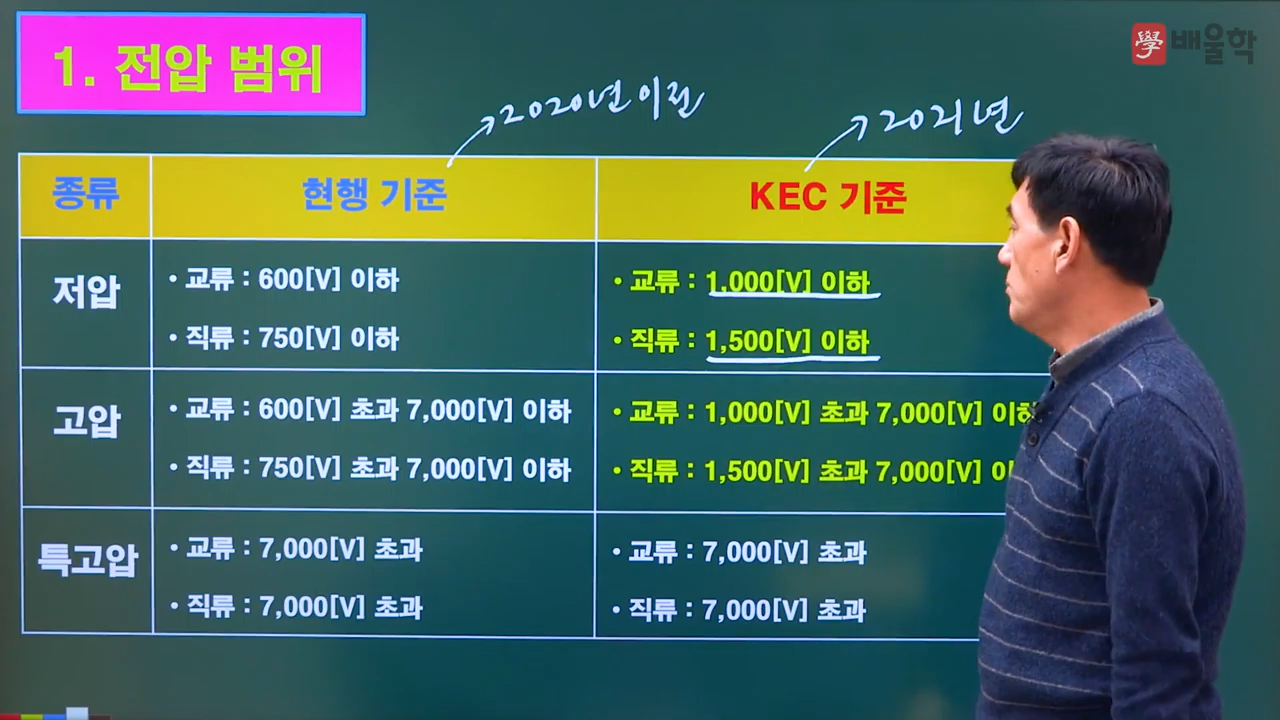 1. 전압 범위
學 배울학
2020년 이전
2021년
종류
현행 기준
KEC 기준
저압
• 교류 : 600[V] 이하
• 직류 : 750[V] 이하
• 교류 : 1,000[V] 이하
• 직류 : 1,500[V] 이하
고압
• 교류 : 600[V] 초과 7,000[V] 이하
• 직류 : 750[V] 초과 7,000[V] 이하
• 교류 : 1,000[V] 초과 7,000[V] 이하
• 직류 : 1,500[V] 초과 7,000[V] 이
특고압
• 교류 : 7,000[V] 초과
• 직류 : 7,000[V] 초과
• 교류 : 7,000[V] 초과
• 직류 : 7,000[V] 초과